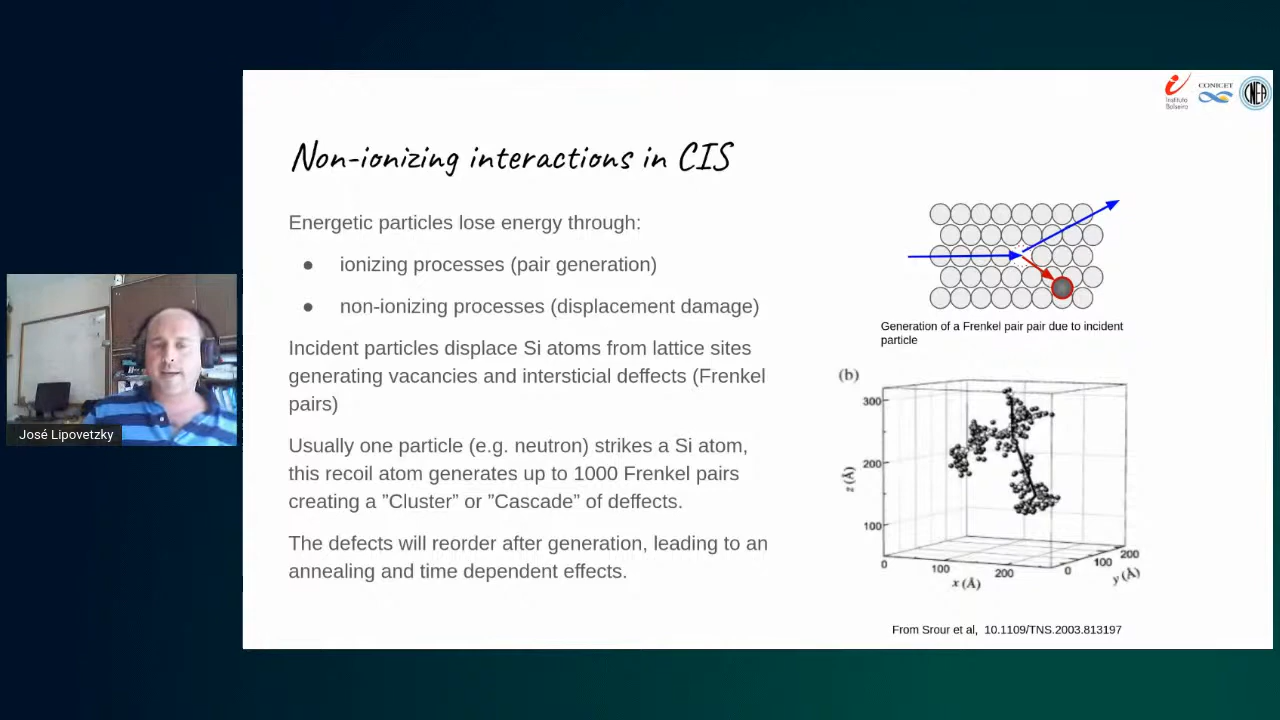 instituto
Balseiro
CONICET
CNEA
Non-ionizing interactions in CIS
Energetic particles lose energy through:
● ionizing processes (pair generation)
● non-ionizing processes (displacement damage)
Incident particles displace Si atoms from lattice sites
generating vacancies and intersticial deffects (Frenkel
pairs)
Usually one particle (e.g. neutron) strikes a Si atom,
this recoil atom generates up to 1000 Frenkel pairs
creating a ”Cluster” or ”Cascade” of deffects.
The defects will reorder after generation, leading to an
annealing and time dependent effects.
Generation of a Frenkel pair pair due to incident
particle
(b)
300
200
100
z (Å)
0
100
200
x (Å)
0
100
200
y (Å)
From Srour et al, 10.1109/TNS.2003.813197
José Lipovetzky